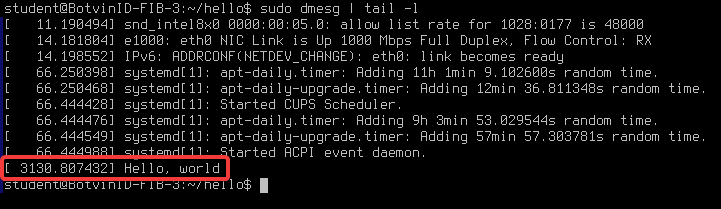 student@BotvinID-FIB-3:~/hello$ sudo dmesg | tail -l
[   11.190494] snd_intel8x0 0000:00:05.0: allow list rate for 1028:0177 is 48000
[   14.181804] e1000: eth0 NIC Link is Up 1000 Mbps Full Duplex, Flow Control: RX
[   14.198552] IPv6: ADDRCONF(NETDEV_CHANGE): eth0: link becomes ready
[   66.250398] systemd[1]: apt-daily.timer: Adding 11h 1min 9.102600s random time.
[   66.250468] systemd[1]: apt-daily-upgrade.timer: Adding 12min 36.811348s random time.
[   66.444428] systemd[1]: Started CUPS Scheduler.
[   66.444476] systemd[1]: apt-daily.timer: Adding 9h 3min 53.029544s random time.
[   66.444549] systemd[1]: apt-daily-upgrade.timer: Adding 57min 57.303781s random time.
[   66.444988] systemd[1]: Started ACPI event daemon.
[ 3130.807432] Hello, world
student@BotvinID-FIB-3:~/hello$